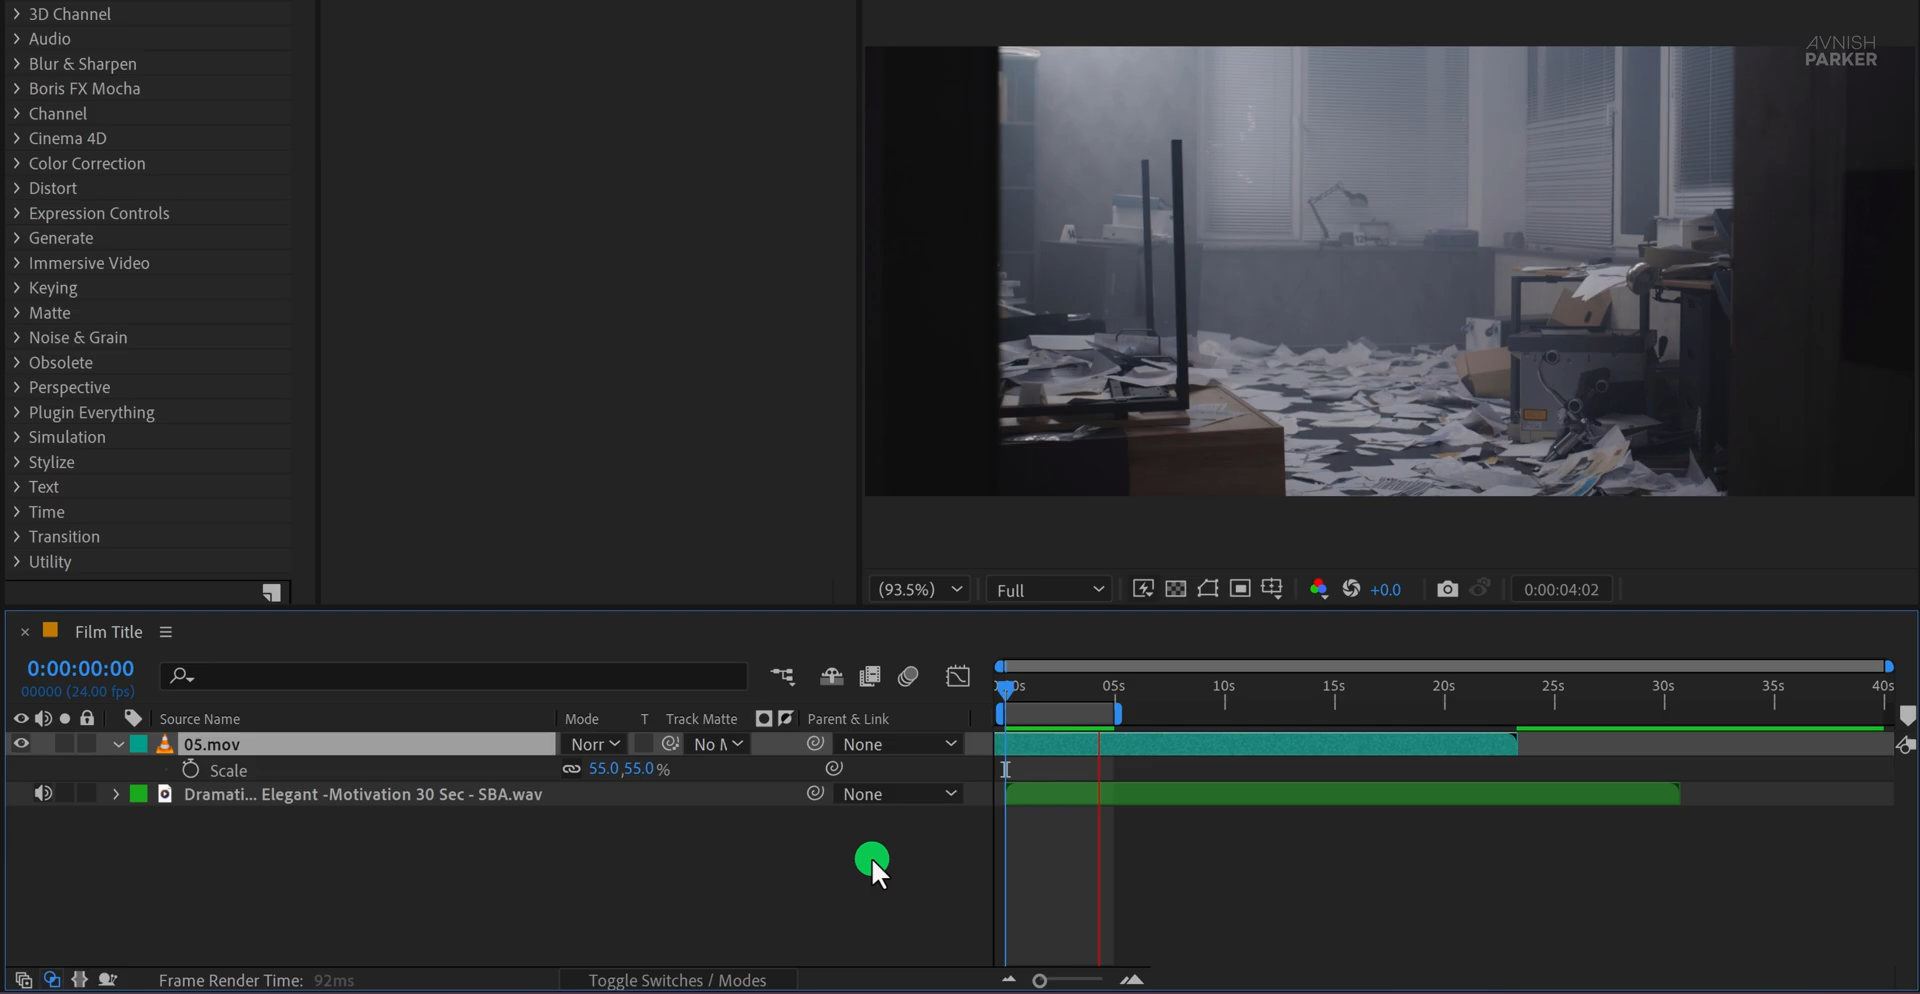 3D Channel
Audio
Blur & Sharpen
Boris FX Mocha
Channel
Cinema 4D
Color Correction
Distort
Expression Controls
Generate
Immersive Video
Keying
Matte
Noise & Grain
Obsolete
Perspective
Plugin Everything
Simulation
Stylize
Text
Time
Transition
Utility
AVNISH
PARKER
(93.5%) Full +0.0 0:00:04:02
Film Title
0:00:00:00
00000 (24.00 fps)
05s 10s 15s 20s 25s 30s 35s 40s
Source Name Mode T Track Matte Parent & Link
05.mov Norr No M None
Scale 55.0,55.0%
Dramati... Elegant -Motivation 30 Sec - SBA.wav None
Frame Render Time: 92ms Toggle Switches / Modes